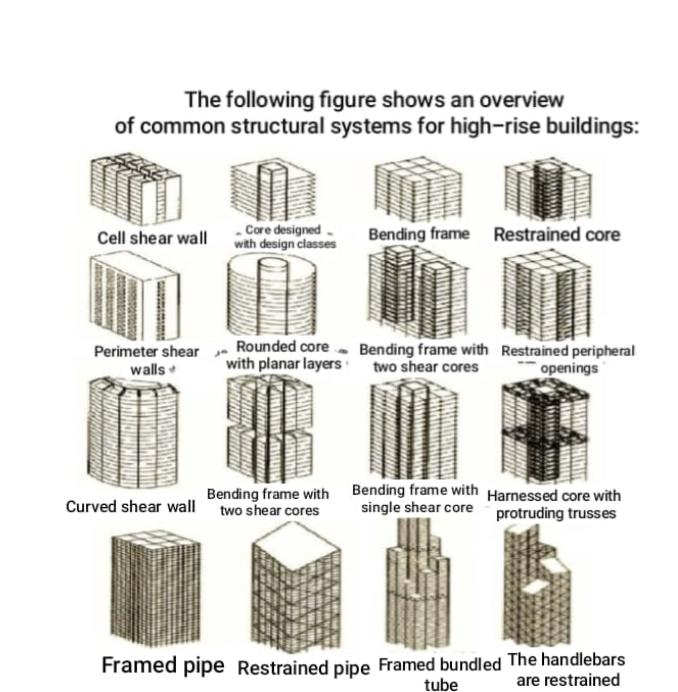 The following figure shows an overview
of common structural systems for high-rise buildings:
Cell shear wall
Core designed
with design classes
Bending frame
Restrained core
Perimeter shear
walls
Rounded core
with planar layers
Bending frame with
two shear cores
Restrained peripheral
openings
Curved shear wall
Bending frame with
two shear cores
Bending frame with
single shear core
Harnessed core with
protruding trusses
Framed pipe
Restrained pipe
Framed bundled
tube
The handlebars
are restrained